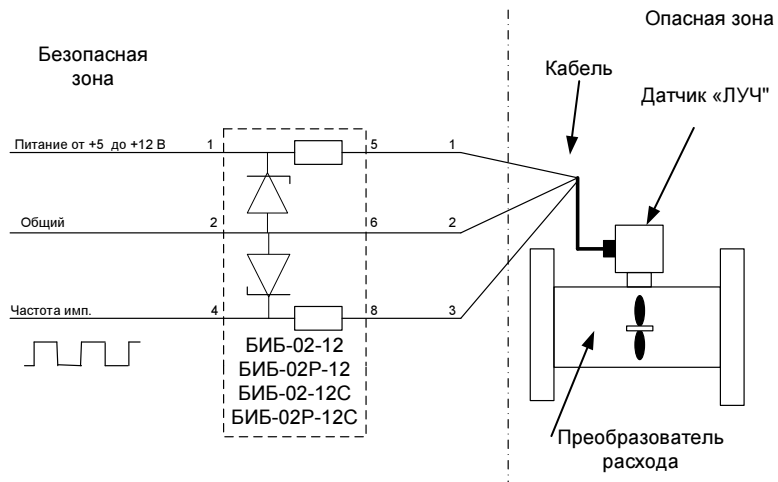 Опасная зона
Безопасная
зона
Кабель
Датчик «ЛУЧ"
Питание от +5 до +12 В
1
5
1
Общий
2
6
2
Частота имп.
4
8
3
БИБ-02-12
БИБ-02Р-12
БИБ-02-12С
БИБ-02Р-12С
Преобразователь
расхода